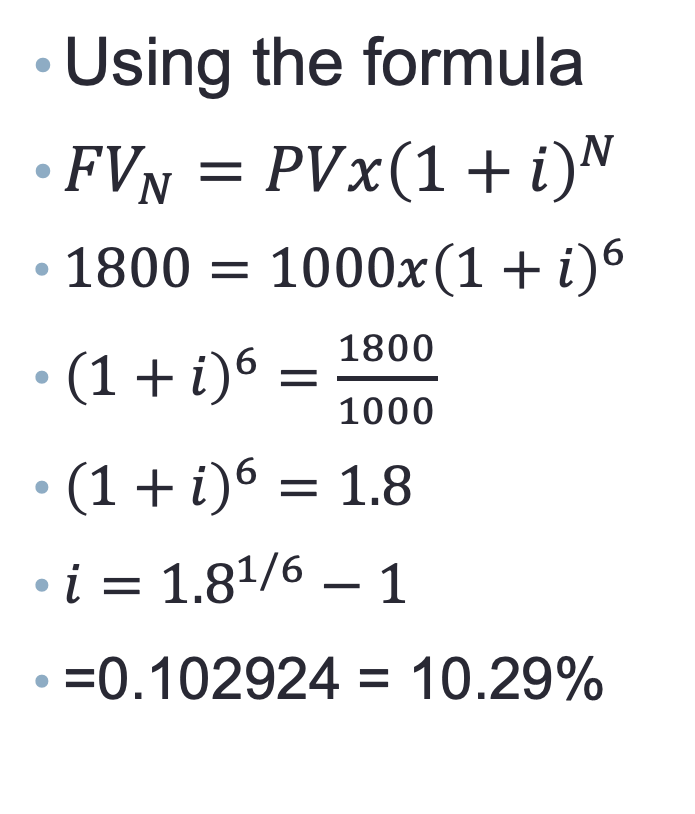 • Using the formula
• FV_N = PVx(1 + i)^N
• 1800 = 1000x(1 + i)^6
• (1 + i)^6 = 1800/1000
• (1 + i)^6 = 1.8
• i = 1.8^1/6 − 1
• =0.102924 = 10.29%